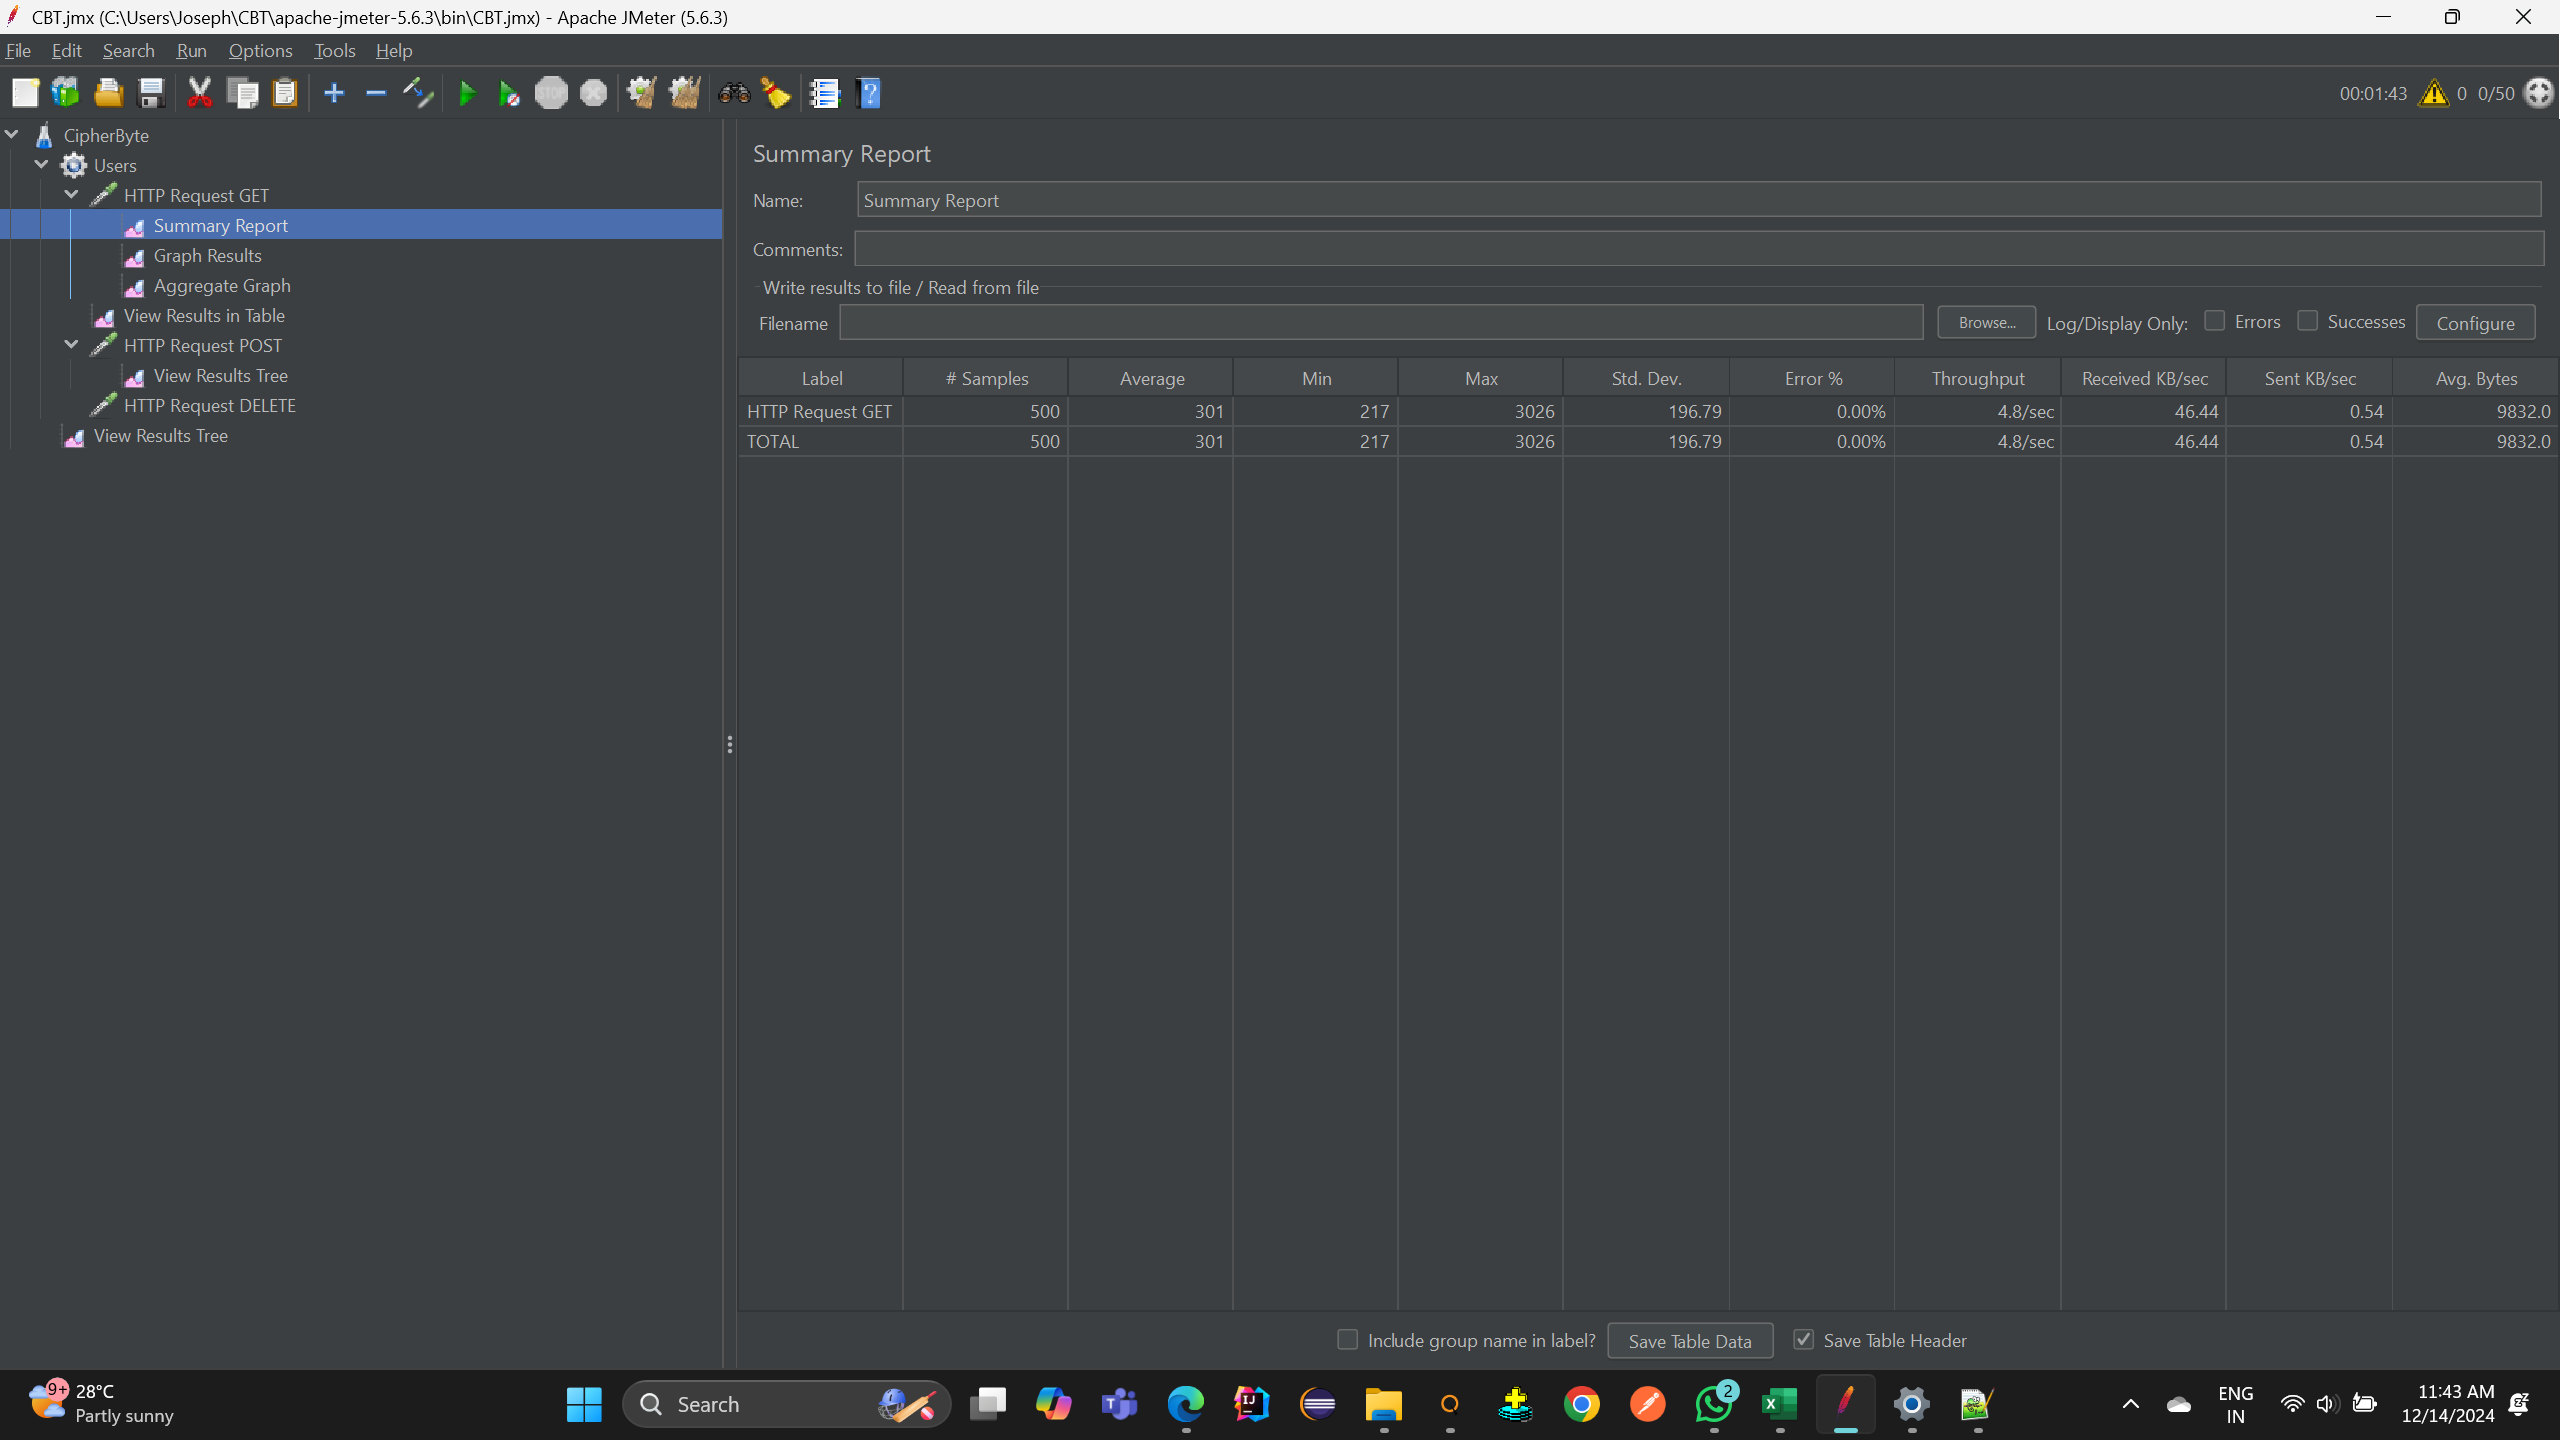 CBT.jmx (C:\Users\Joseph\CBT\apache-jmeter-5.6.3\bin\CBT.jmx) - Apache JMeter (5.6.3)
File Edit Search Run Options Tools Help
STOP 00:01:43 0 0/50
CipherByte
Users
HTTP Request GET
Summary Report
Graph Results
Aggregate Graph
View Results in Table
HTTP Request POST
View Results Tree
HTTP Request DELETE
View Results Tree
Summary Report
Name: Summary Report
Comments:
Write results to file / Read from file
Filename Browse... Log/Display Only: Errors Successes Configure
Label # Samples Average Min Max Std. Dev. Error % Throughput Received KB/sec Sent KB/sec Avg. Bytes
HTTP Request GET 500 301 217 3026 196.79 0.00% 4.8/sec 46.44 0.54 9832.0
TOTAL 500 301 217 3026 196.79 0.00% 4.8/sec 46.44 0.54 9832.0
Include group name in label? Save Table Data Save Table Header
9+ 28°C
Partly sunny
Search
2
ENG
IN
11:43 AM
12/14/2024